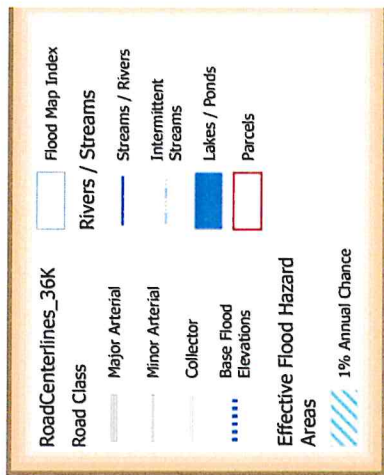 RoadCenterlines_36K
Road Class
Major Arterial
Minor Arterial
Collector
Base Flood
Elevations
Effective Flood Hazard
Areas
1% Annual Chance
Flood Map Index
Rivers / Streams
Streams / Rivers
Intermittent
Streams
Lakes / Ponds
Parcels